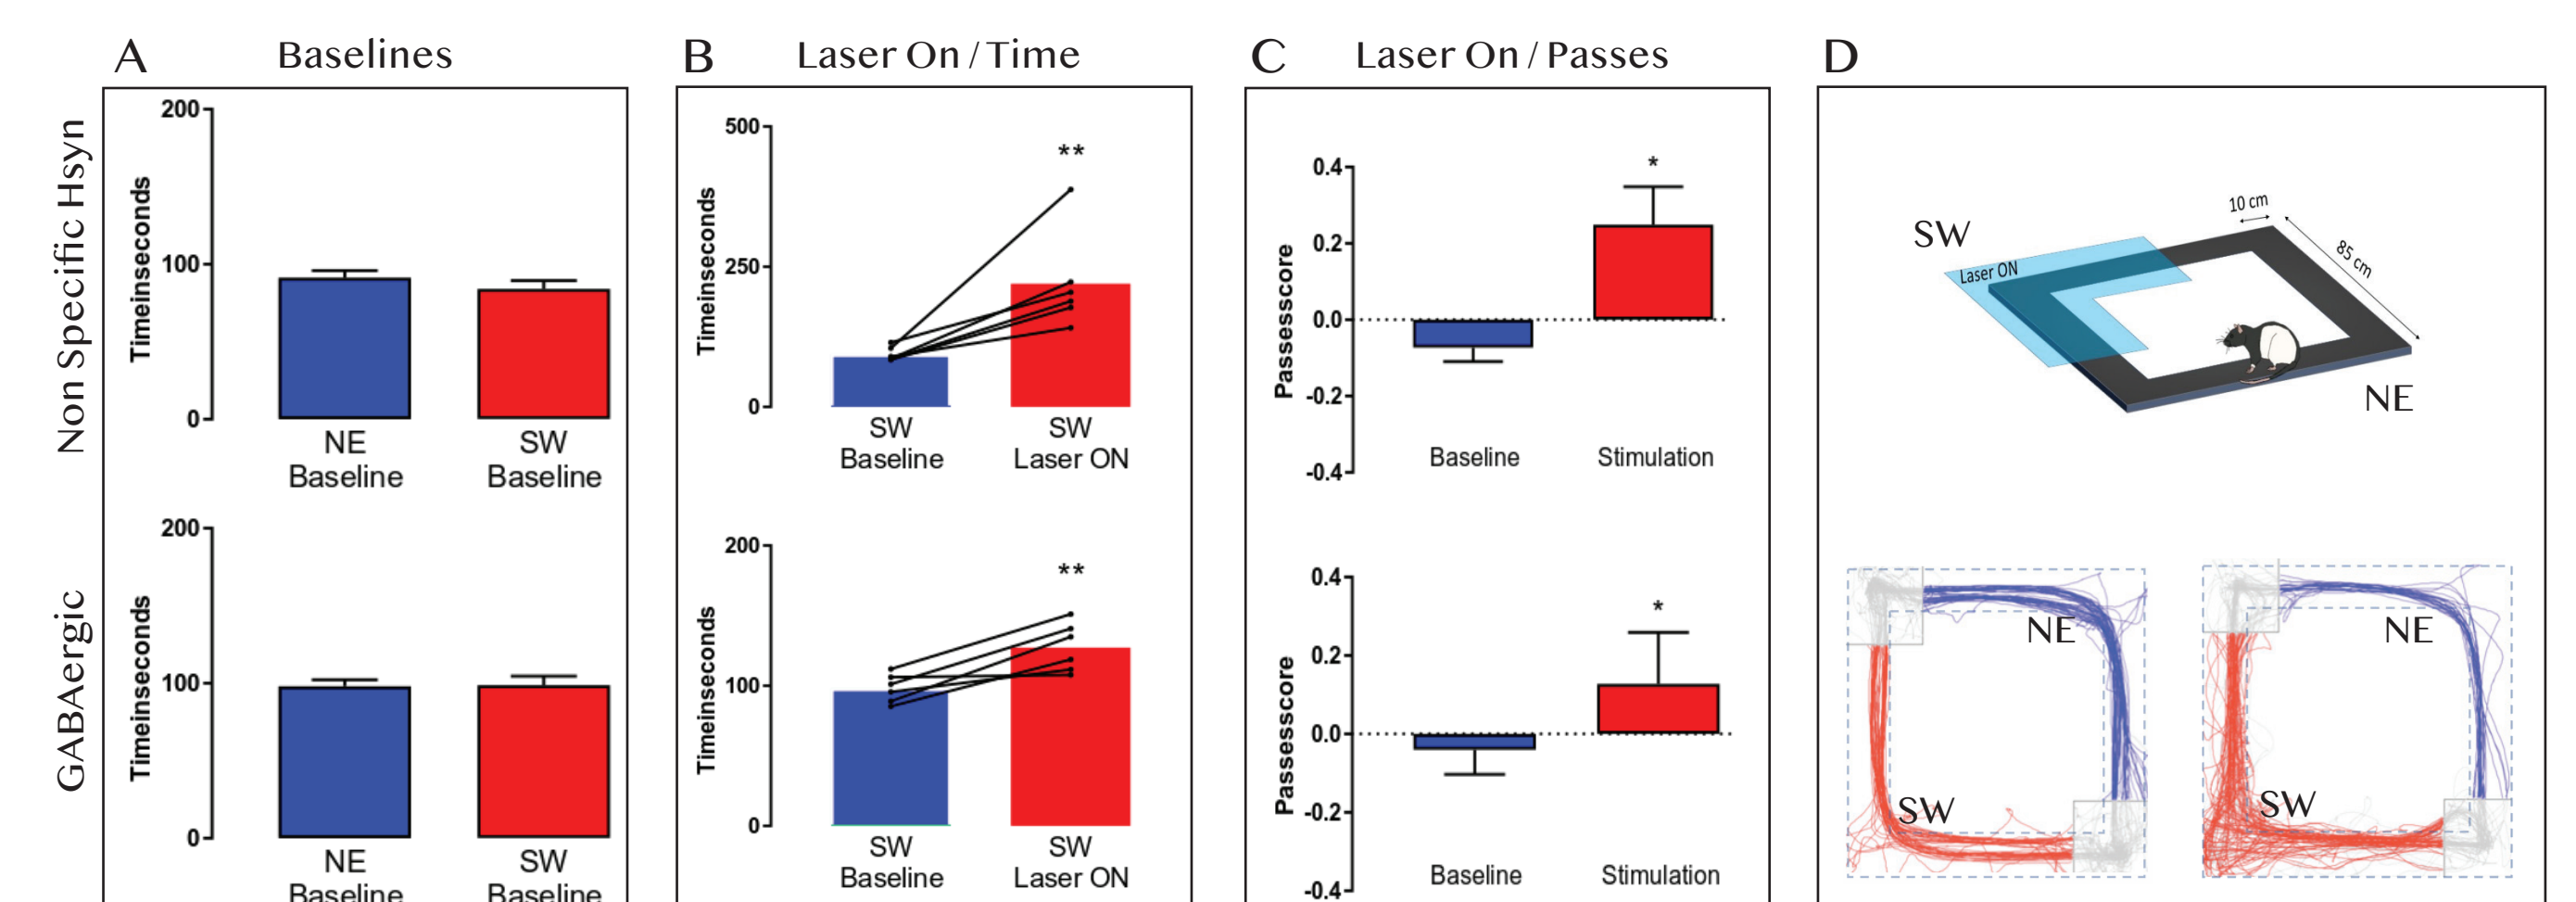 A Baselines
B Laser On / Time
C Laser On / Passes
D
Non Specific Hsyn
200
100
0
Timeinseconds
NE
Baseline
SW
Baseline
500
250
0
Timeinseconds
**
SW
Baseline
SW
Laser ON
0.4
0.2
0.0
-0.2
-0.4
Passesscore
*
Baseline
Stimulation
SW
Laser ON
10 cm
85 cm
NE
GABAergic
200
100
0
Timeinseconds
NE
Baseline
SW
Baseline
200
100
0
Timeinseconds
**
SW
Baseline
SW
Laser ON
0.4
0.2
0.0
-0.2
-0.4
Passesscore
*
Baseline
Stimulation
NE
SW
NE
SW